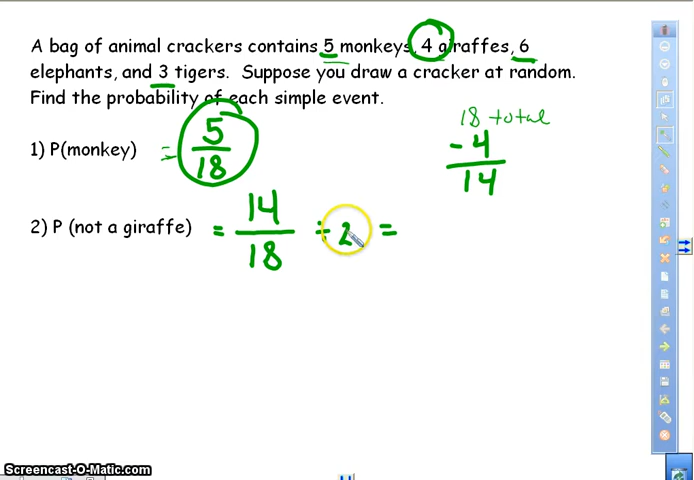 A bag of animal crackers contains 5 monkeys, 4 giraffes, 6
elephants, and 3 tigers. Suppose you draw a cracker at random.
Find the probability of each simple event.
18 total
- 4
14
1) P(monkey) = 5/18
2) P (not a giraffe) = 14/18 ÷ 2 =
Screencast-O-Matic.com